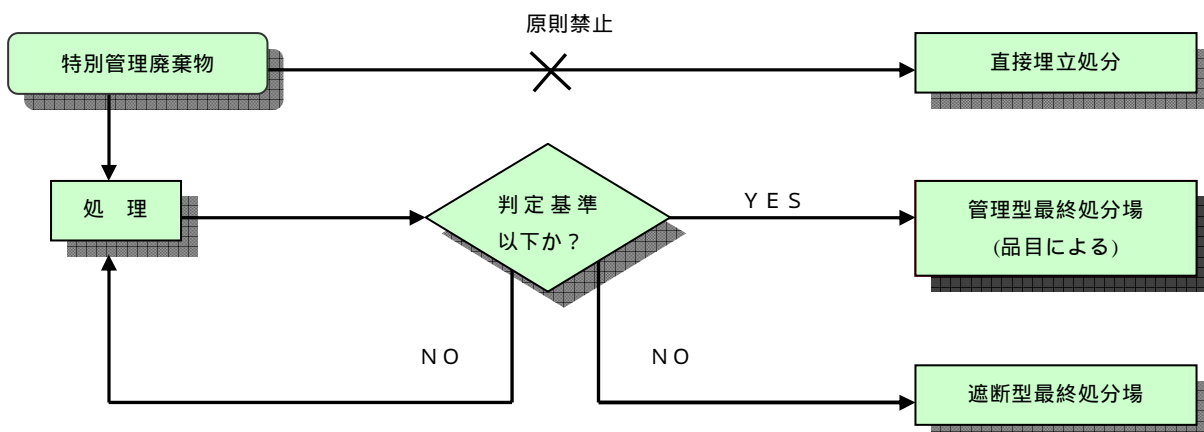 原則禁止
特別管理廃棄物
直接埋立処分
処　理
判定基準
以下か？
ＹＥＳ
管理型最終処分場
(品目による)
ＮＯ
ＮＯ
遮断型最終処分場